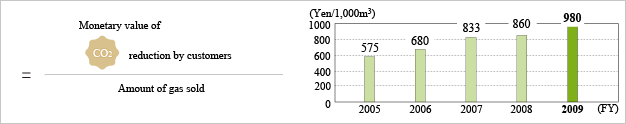 Monetary value of
CO2 reduction by customers
=
Amount of gas sold
(Yen/1,000m³)
1000
800
600
400
200
0
575 680 833 860 980
2005 2006 2007 2008 2009 (FY)